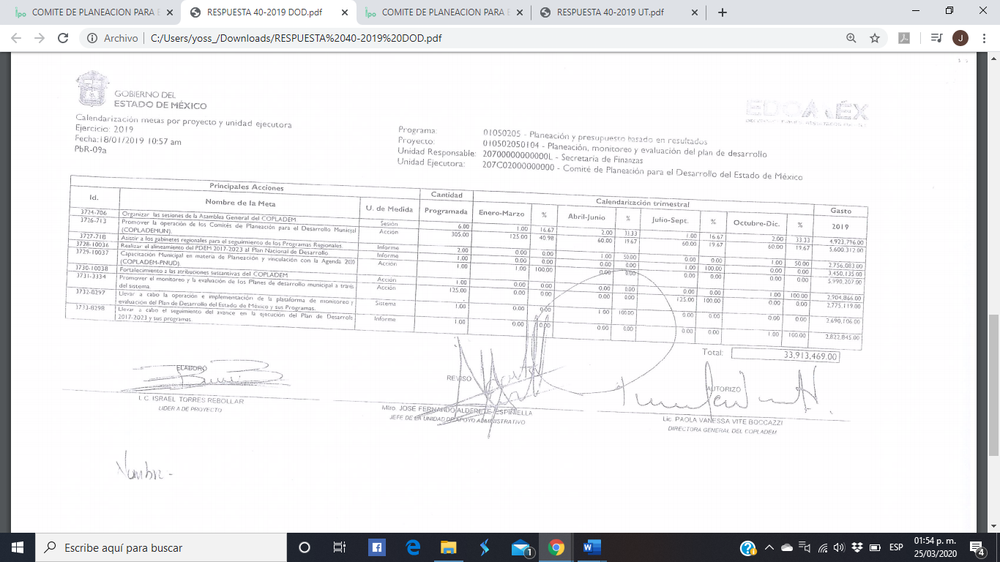 COMITE DE PLANEACION PARA E
RESPUESTA 40-2019 DOD.pdf
COMITE DE PLANEACION PARA E
RESPUESTA 40-2019 UT.pdf
Archivo | C:/Users/yoss_/Downloads/RESPUESTA%2040-2019%20DOD.pdf
J
GOBIERNO DEL
ESTADO DE MÉXICO
Calendarización metas por proyecto y unidad ejecutora
Ejercicio: 2019
Fecha:18/01/2019 10:57 am
PbR-09a
Programa: 01050205 - Planeación y presupuesto basado en resultados
Proyecto: 010502050104 - Planeación, monitoreo y evaluación del plan de desarrollo
Unidad Responsable: 20700000000000L - Secretaría de Finanzas
Unidad Ejecutora: 207C02000000000 - Comité de Planeación para el Desarrollo del Estado de México
Principales Acciones Cantidad Calendarización trimestral Gasto
Id. Nombre de la Meta U. de Medida Programada Enero-Marzo % Abril-Junio % Julio-Sept. % Octubre-Dic. % 2019
3724-706 Organizar las sesiones de la Asamblea General del COPLADEM Sesión 6.00 1.00 16.67 2.00 33.33 1.00 16.67 2.00 33.33 4,923,796.00
3726-713 Promover la operación de los Comités de Planeación para el Desarrollo Municipal Acción 305.00 125.00 40.98 60.00 19.67 60.00 19.67 60.00 19.67 5,600,312.00
(COPLADEMUN).
3727-718 Asistir a los gabinetes regionales para el seguimiento de los Programas Regionales. Informe 2.00 0.00 0.00 1.00 50.00 0.00 0.00 1.00 50.00 2,756,083.00
3728-10036 Realizar el alineamiento del PDEM 2017-2023 al Plan Nacional de Desarrollo. Informe 1.00 0.00 0.00 0.00 0.00 1.00 100.00 0.00 0.00 3,450,135.00
3729-10037 Capacitación Municipal en materia de Planeación y vinculación con la Agenda 2030 Acción 1.00 1.00 100.00 0.00 0.00 0.00 0.00 0.00 0.00 5,990,207.00
(COPLADEM-PNUD).
3730-10038 Fortalecimiento a las atribuciones sustantivas del COPLADEM Acción 1.00 0.00 0.00 0.00 0.00 0.00 0.00 1.00 100.00 2,904,866.00
3731-3334 Promover el monitoreo y la evaluación de los Planes de desarrollo municipal a través Acción 125.00 0.00 0.00 0.00 0.00 125.00 100.00 0.00 0.00 2,775,119.00
del sistema.
3732-8297 Llevar a cabo la operación e implementación de la plataforma de monitoreo y Sistema 1.00 0.00 0.00 1.00 100.00 0.00 0.00 0.00 0.00 2,690,106.00
evaluación del Plan de Desarrollo del Estado de México y sus Programas.
3733-8298 Llevar a cabo el seguimiento del avance en la ejecución del Plan de Desarrollo Informe 1.00 0.00 0.00 0.00 0.00 0.00 0.00 1.00 100.00 2,822,845.00
2017-2023 y sus programas.
Total: 33,913,469.00
ELABORÓ
REVISÓ
AUTORIZÓ
I. C. ISRAEL TORRES REBOLLAR
LIDER A DE PROYECTO
Mtro. JOSÉ FERNANDO ALDERETE ESPINIELLA
JEFE DE LA UNIDAD DE APOYO ADMINISTRATIVO
Lic. PAOLA VANESSA VITE BOCCAZZI
DIRECTORA GENERAL DEL COPLADEM
Nombre -
Escribe aquí para buscar
1
ESP
01:54 p. m.
25/03/2020
4